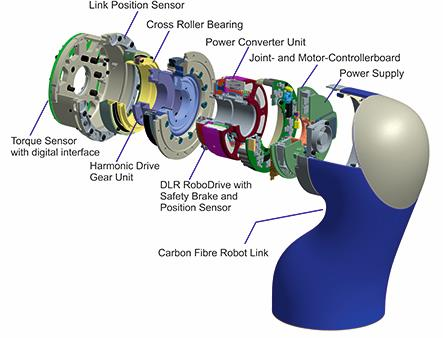 Link Position Sensor
Cross Roller Bearing
Power Converter Unit
Joint- and Motor-Controllerboard
Power Supply
Torque Sensor
with digital interface
Harmonic Drive
Gear Unit
DLR RoboDrive with
Safety Brake and
Position Sensor
Carbon Fibre Robot Link